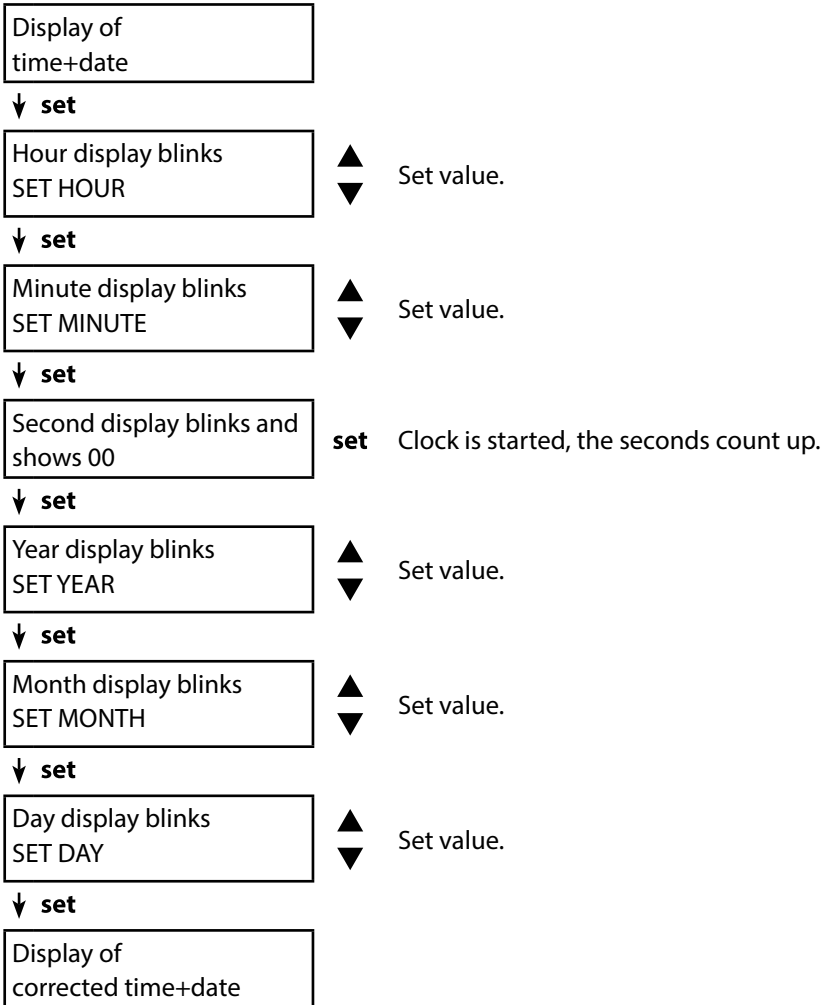 Display of
time+date
set
Hour display blinks
SET HOUR
Set value.
set
Minute display blinks
SET MINUTE
Set value.
set
Second display blinks and
shows 00
set Clock is started, the seconds count up.
set
Year display blinks
SET YEAR
Set value.
set
Month display blinks
SET MONTH
Set value.
set
Day display blinks
SET DAY
Set value.
set
Display of
corrected time+date